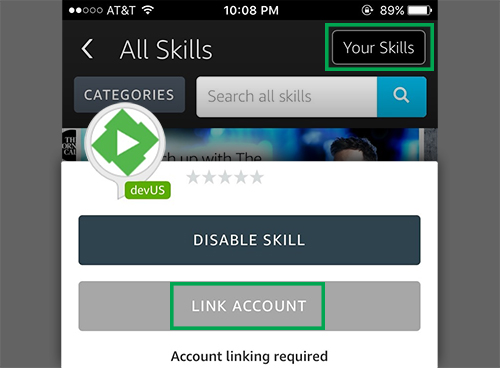 AT&T 10:08 PM 89%
All Skills Your Skills
CATEGORIES Search all skills
THE
up with The
devUS
DISABLE SKILL
LINK ACCOUNT
Account linking required